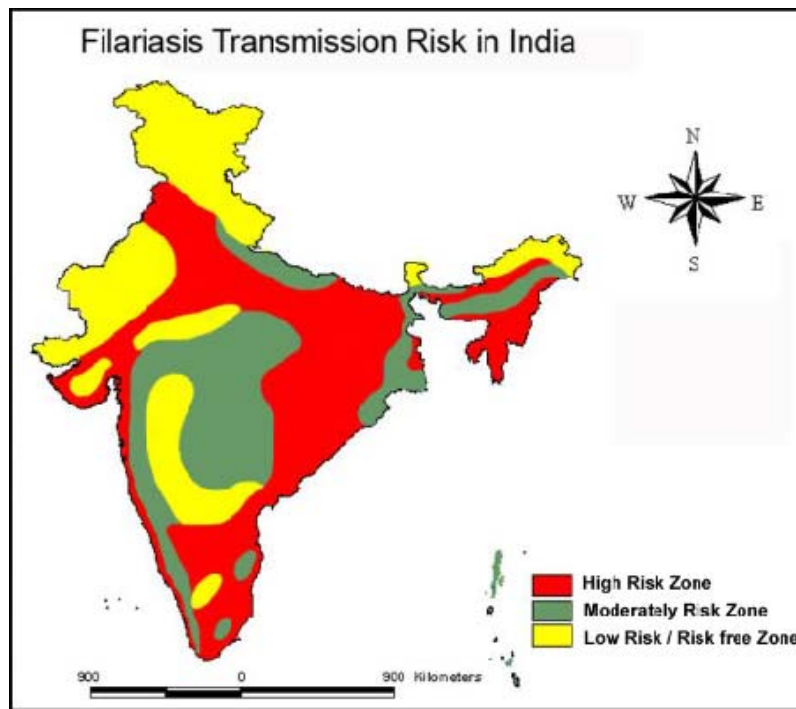 Filariasis Transmission Risk in India
N
W E
S
High Risk Zone
Moderately Risk Zone
Low Risk / Risk free Zone
900 0 900 Kilometers